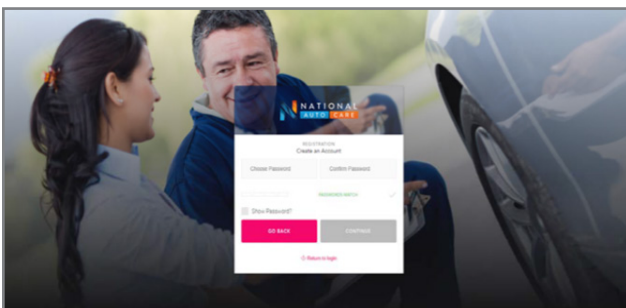 NATIONAL
AUTO CARE
REGISTRATION
Create an Account
Choose Password Confirm Password
PASSWORDS MATCH
Show Password?
GO BACK CONTINUE
Return to login